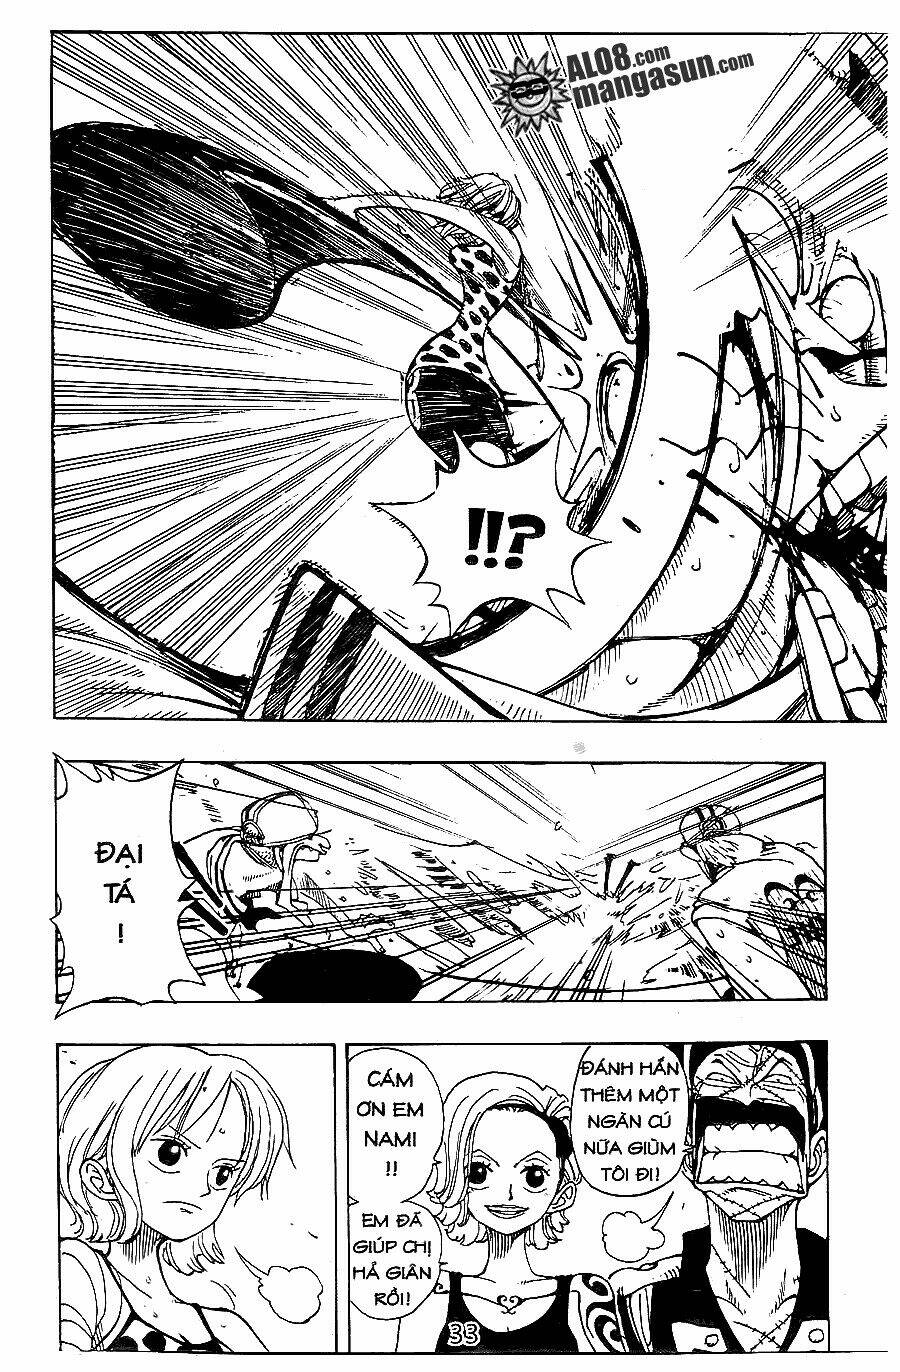 AL08.com
mangasun.com
!!?
ĐẠI
TÁ
!
ĐÁNH HẮN
THÊM MỘT
NGÀN CÚ
NỮA GIÙM
TÔI ĐI!
CÁM
ƠN EM
NAMI
!!
EM ĐÃ
GIÚP CHỊ
HẢ GIẬN
RỒI!
33